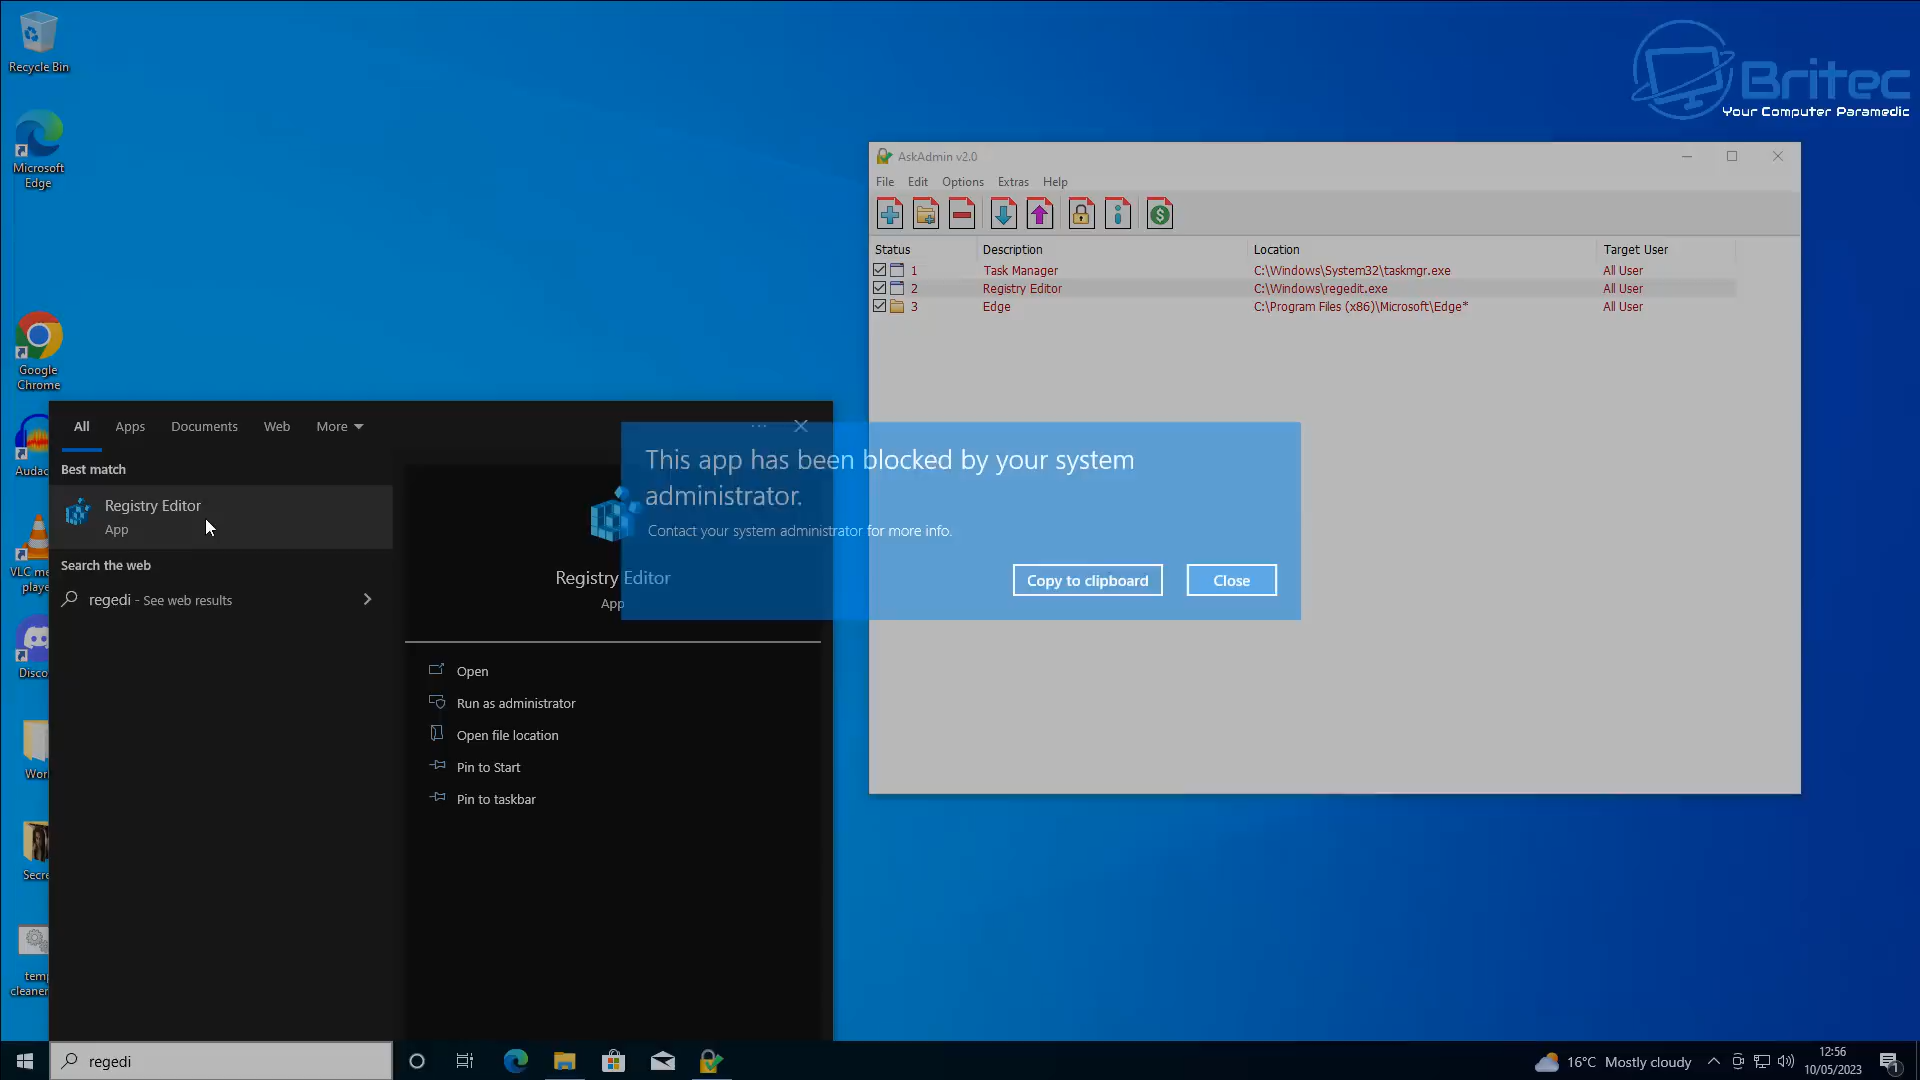 Recycle Bin
Microsoft
Edge
Google
Chrome
Audac
VLC me
playe
Disco
Wor
Secre
temp
cleaner
Britec
Your Computer Paramedic
AskAdmin v2.0
File Edit Options Extras Help
Status Description Location Target User
1 Task Manager C:\Windows\System32\taskmgr.exe All User
2 Registry Editor C:\Windows\regedit.exe All User
3 Edge C:\Program Files (x86)\Microsoft\Edge* All User
All Apps Documents Web More
Best match
Registry Editor
App
Search the web
regedi - See web results
Registry Editor
App
Open
Run as administrator
Open file location
Pin to Start
Pin to taskbar
This app has been blocked by your system
administrator.
Contact your system administrator for more info.
Copy to clipboard Close
regedi
16°C Mostly cloudy
12:56
10/05/2023
1